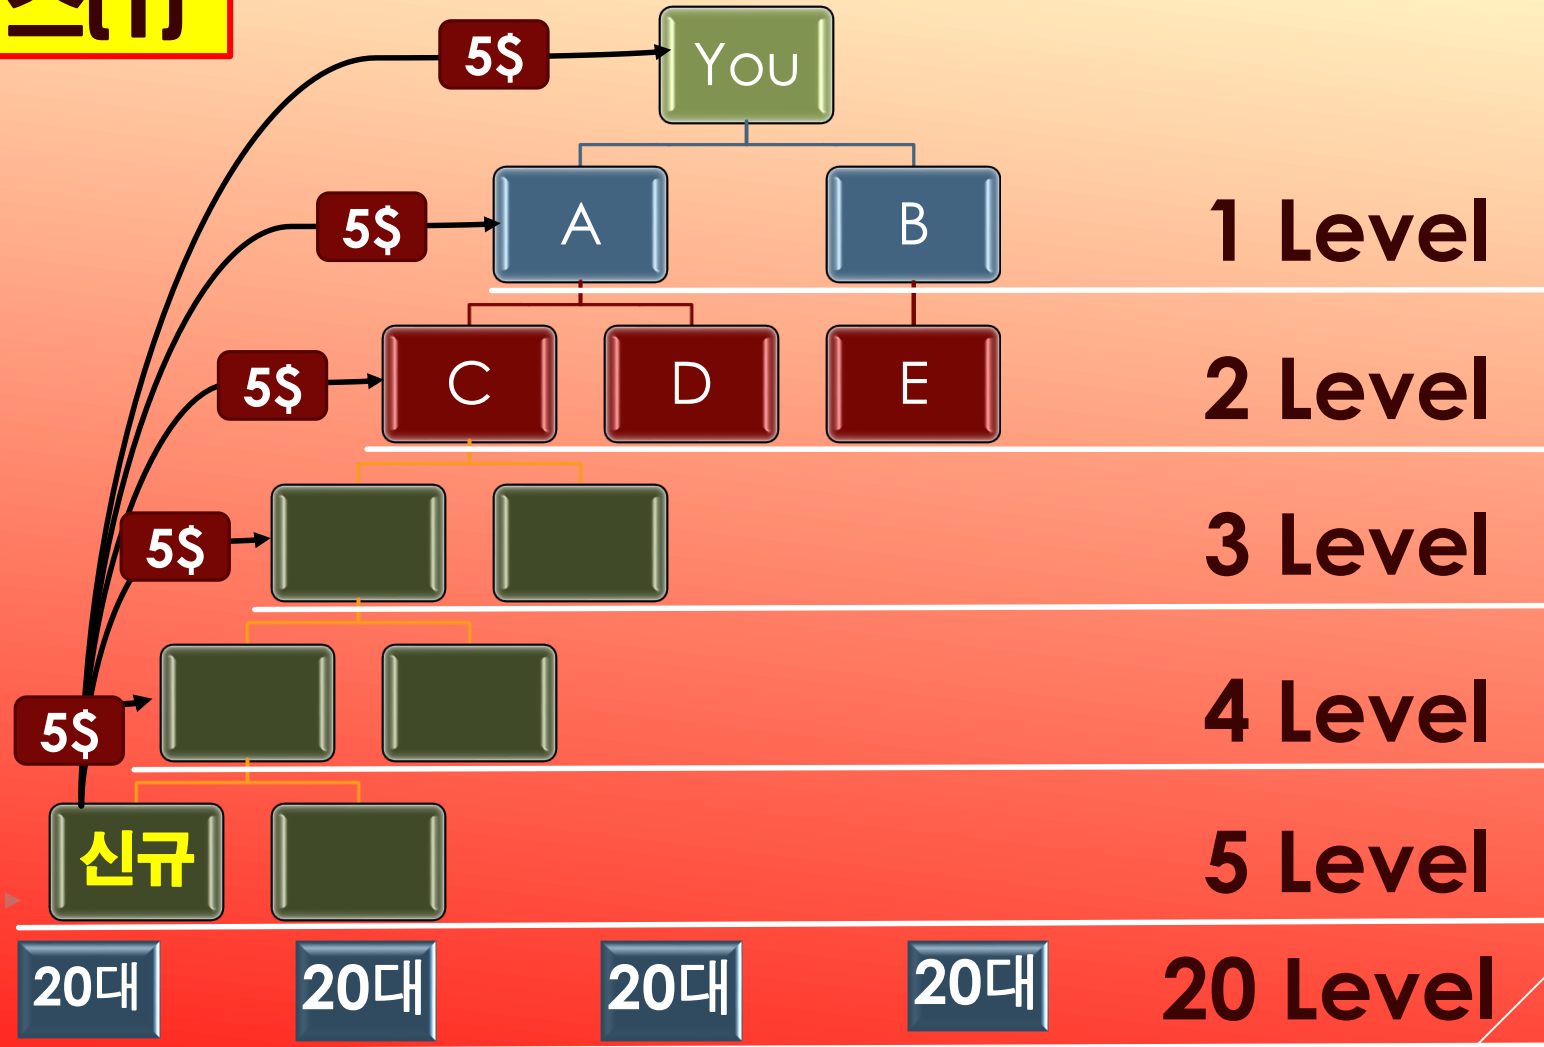 5$ You
5$ A B 1 Level
5$ C D E 2 Level
5$ 3 Level
5$ 4 Level
신규 5 Level
20대 20대 20대 20대 20 Level